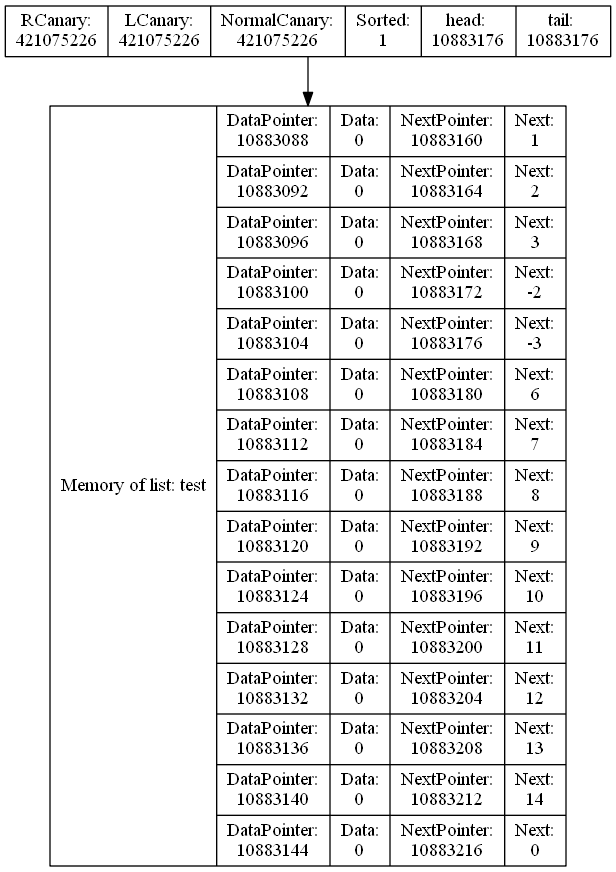 RCanary: LCanary: NormalCanary: Sorted: head: tail:
421075226 421075226 421075226 1 10883176 10883176
DataPointer: Data: NextPointer: Next:
10883088 0 10883160 1
DataPointer: Data: NextPointer: Next:
10883092 0 10883164 2
DataPointer: Data: NextPointer: Next:
10883096 0 10883168 3
DataPointer: Data: NextPointer: Next:
10883100 0 10883172 -2
DataPointer: Data: NextPointer: Next:
10883104 0 10883176 -3
DataPointer: Data: NextPointer: Next:
10883108 0 10883180 6
DataPointer: Data: NextPointer: Next:
10883112 0 10883184 7
Memory of list: test
DataPointer: Data: NextPointer: Next:
10883116 0 10883188 8
DataPointer: Data: NextPointer: Next:
10883120 0 10883192 9
DataPointer: Data: NextPointer: Next:
10883124 0 10883196 10
DataPointer: Data: NextPointer: Next:
10883128 0 10883200 11
DataPointer: Data: NextPointer: Next:
10883132 0 10883204 12
DataPointer: Data: NextPointer: Next:
10883136 0 10883208 13
DataPointer: Data: NextPointer: Next:
10883140 0 10883212 14
DataPointer: Data: NextPointer: Next:
10883144 0 10883216 0